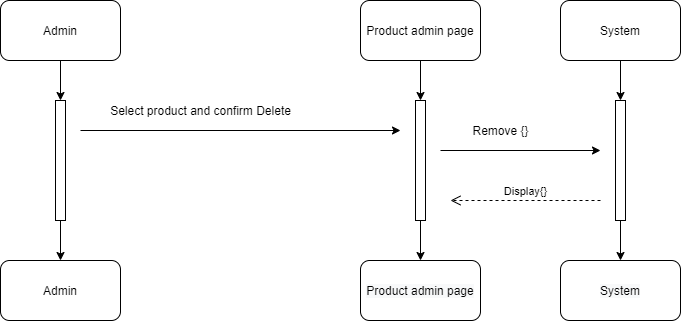 Admin
Product admin page
System
Select product and confirm Delete
Remove {}
Display{}
Admin
Product admin page
System